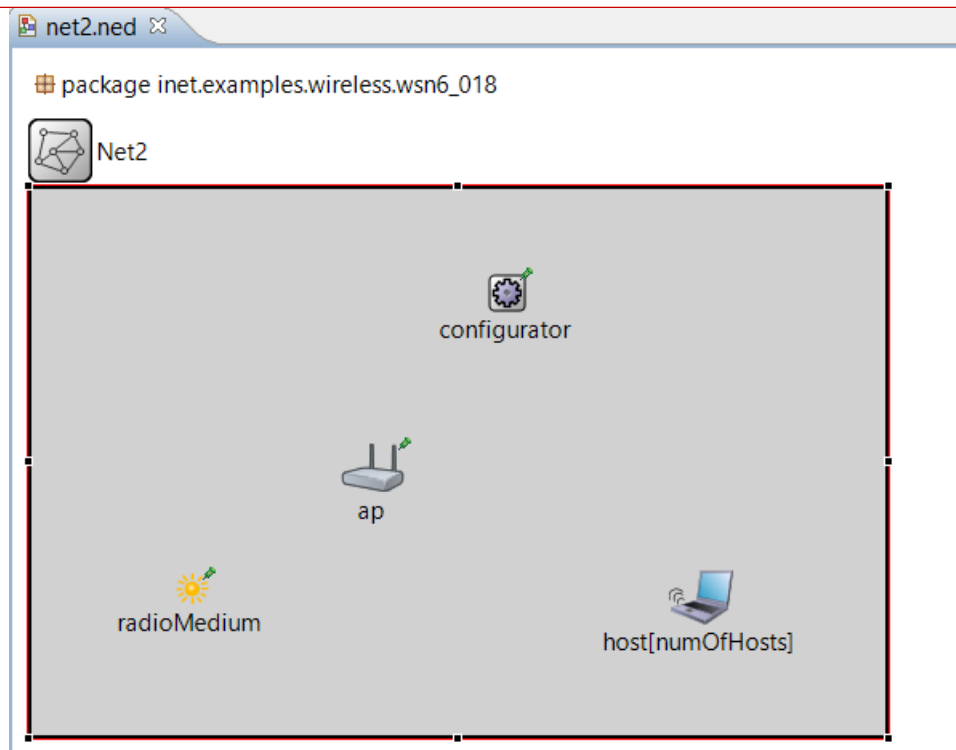 net2.ned
package inet.examples.wireless.wsn6_018
Net2
configurator
ap
radioMedium
host[numOfHosts]